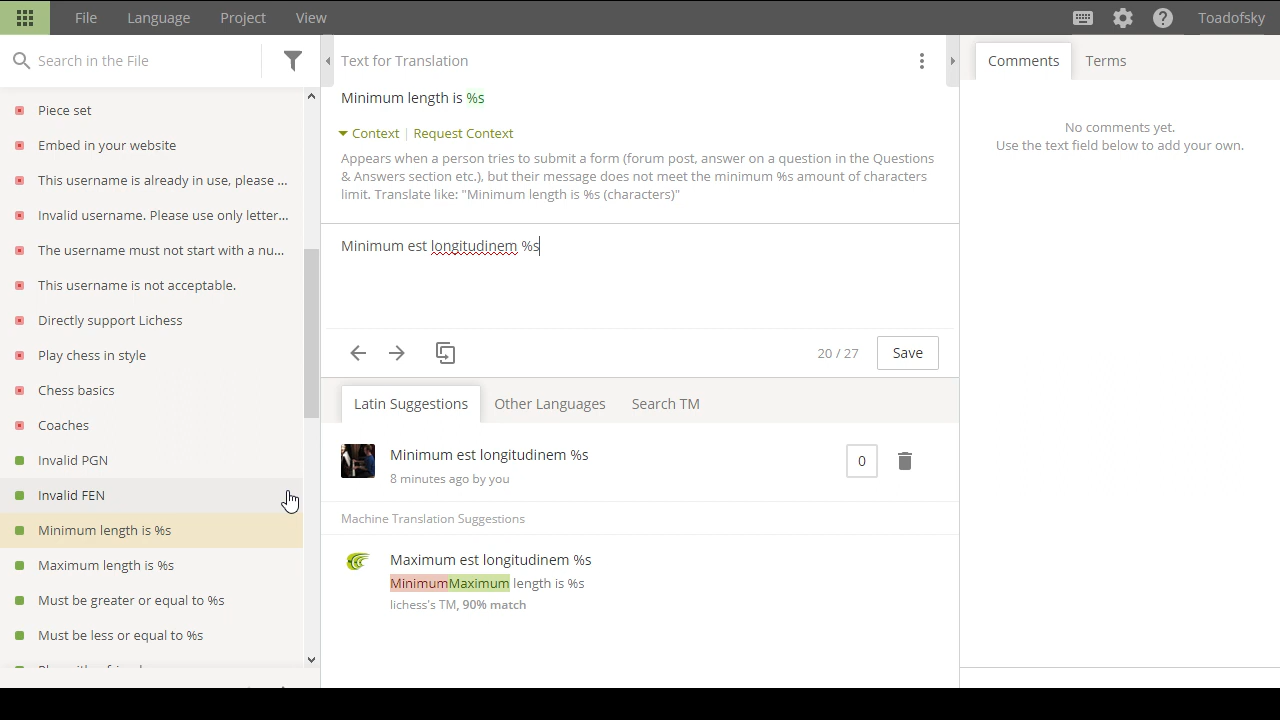 File
Language
Project
View
Toadofsky
Search in the File
Text for Translation
Comments
Terms
Piece set
Embed in your website
This username is already in use, please ...
Invalid username. Please use only letter...
The username must not start with a nu...
This username is not acceptable.
Directly support Lichess
Play chess in style
Chess basics
Coaches
Invalid PGN
Invalid FEN
Minimum length is %s
Maximum length is %s
Must be greater or equal to %s
Must be less or equal to %s
Minimum length is %s
Context | Request Context
Appears when a person tries to submit a form (forum post, answer on a question in the Questions
& Answers section etc.), but their message does not meet the minimum %s amount of characters
limit. Translate like: "Minimum length is %s (characters)"
Minimum est longitudinem %s
20 / 27
Save
Latin Suggestions
Other Languages
Search TM
Minimum est longitudinem %s
8 minutes ago by you
0
Machine Translation Suggestions
Maximum est longitudinem %s
MinimumMaximum length is %s
lichess's TM, 90% match
No comments yet.
Use the text field below to add your own.